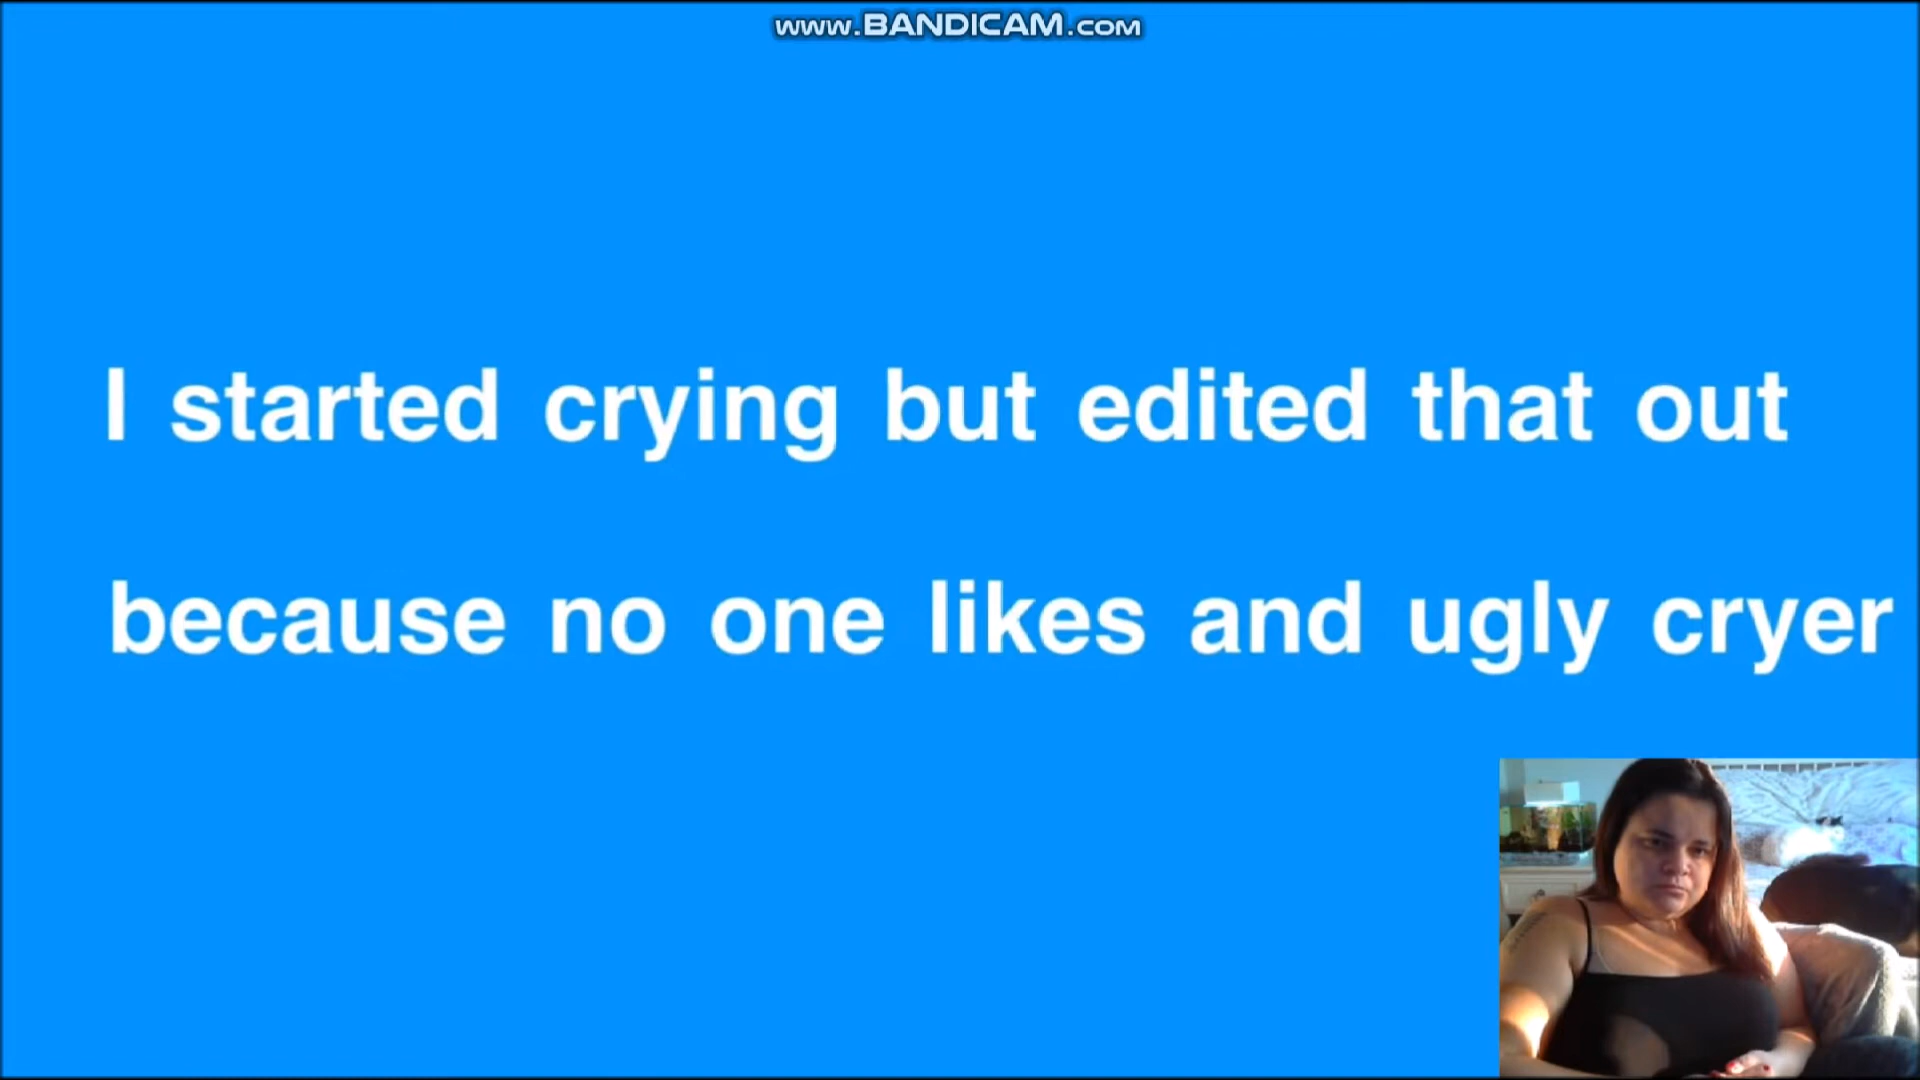 www.BANDICAM.com
I started crying but edited that out
because no one likes and ugly cryer